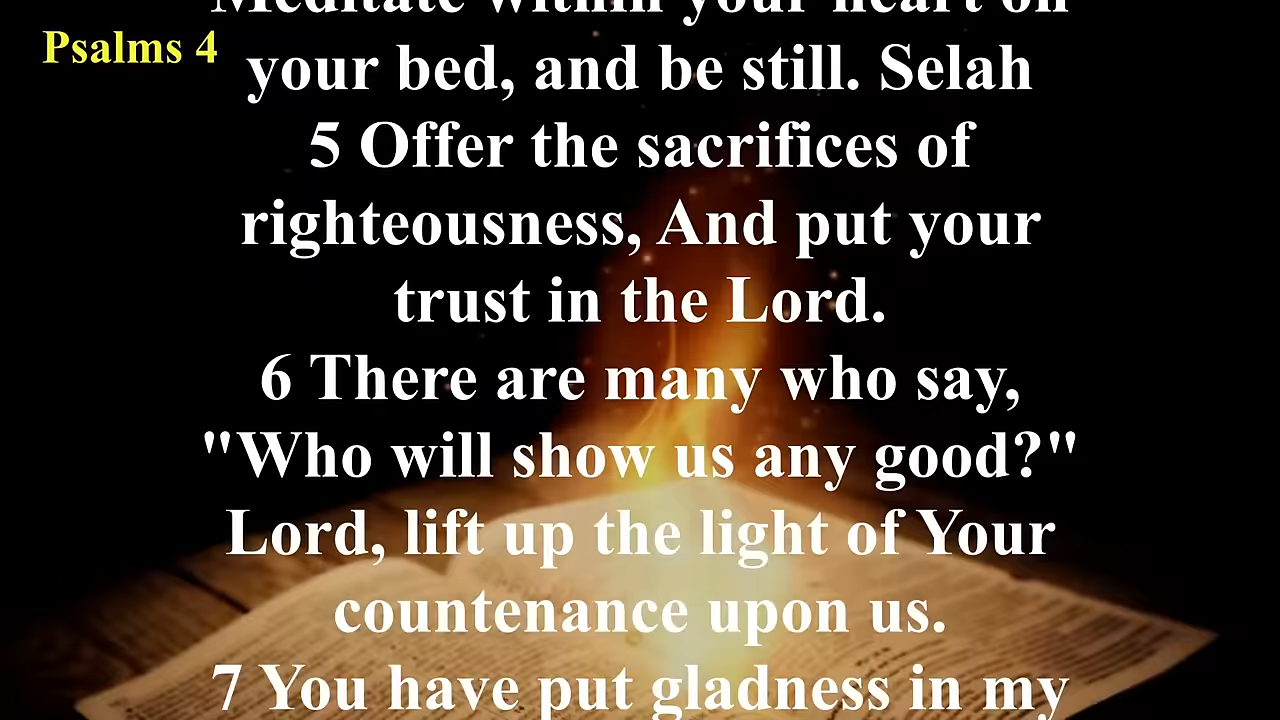 Meditate within your heart on
Psalms 4
your bed, and be still. Selah
5 Offer the sacrifices of
righteousness, And put your
trust in the Lord.
6 There are many who say,
"Who will show us any good?"
Lord, lift up the light of Your
countenance upon us.
7 You have put gladness in my